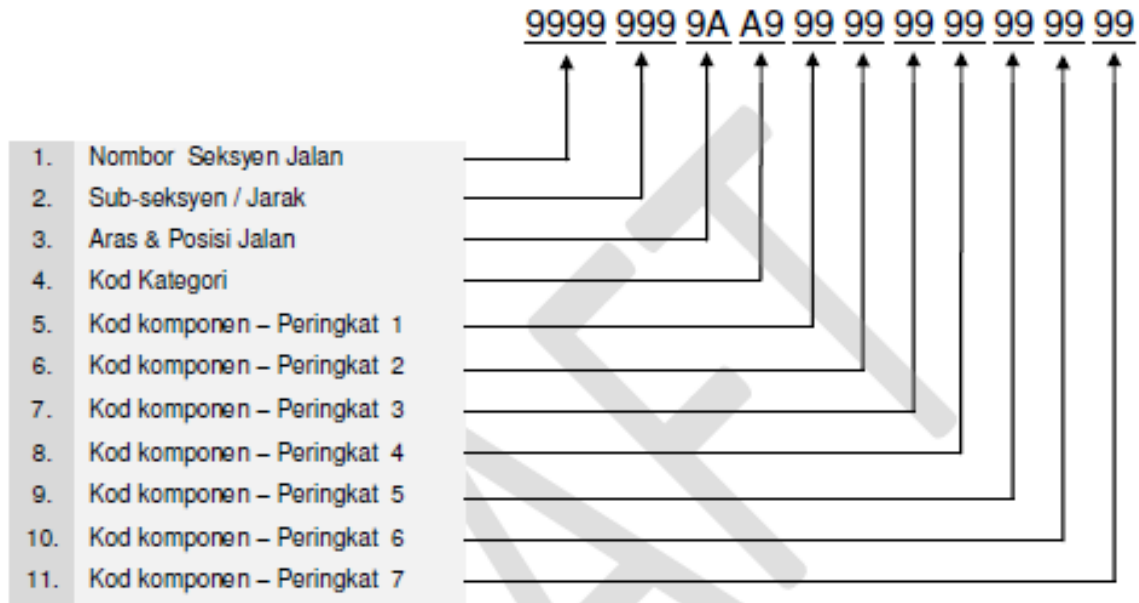 9999 999 9A A9 99 99 99 99 99 99 99
1. Nombor Seksyen Jalan
2. Sub-seksyen / Jarak
3. Aras & Posisi Jalan
4. Kod Kategori
5. Kod komponen – Peringkat 1
6. Kod komponen – Peringkat 2
7. Kod komponen – Peringkat 3
8. Kod komponen – Peringkat 4
9. Kod komponen – Peringkat 5
10. Kod komponen – Peringkat 6
11. Kod komponen – Peringkat 7
AFT